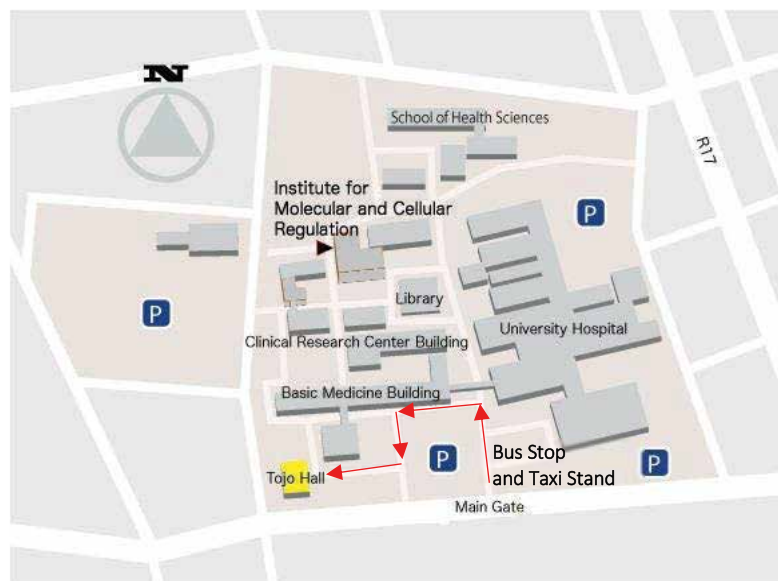 N
School of Health Sciences
R17
Institute for
Molecular and Cellular
Regulation
P
P
Library
University Hospital
Clinical Research Center Building
Basic Medicine Building
Bus Stop
and Taxi Stand
P
P
Tojo Hall
Main Gate